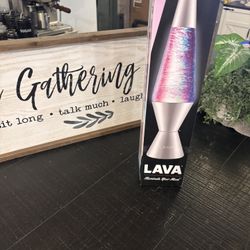 Gathering
sit long • talk much • laugh
LAVA